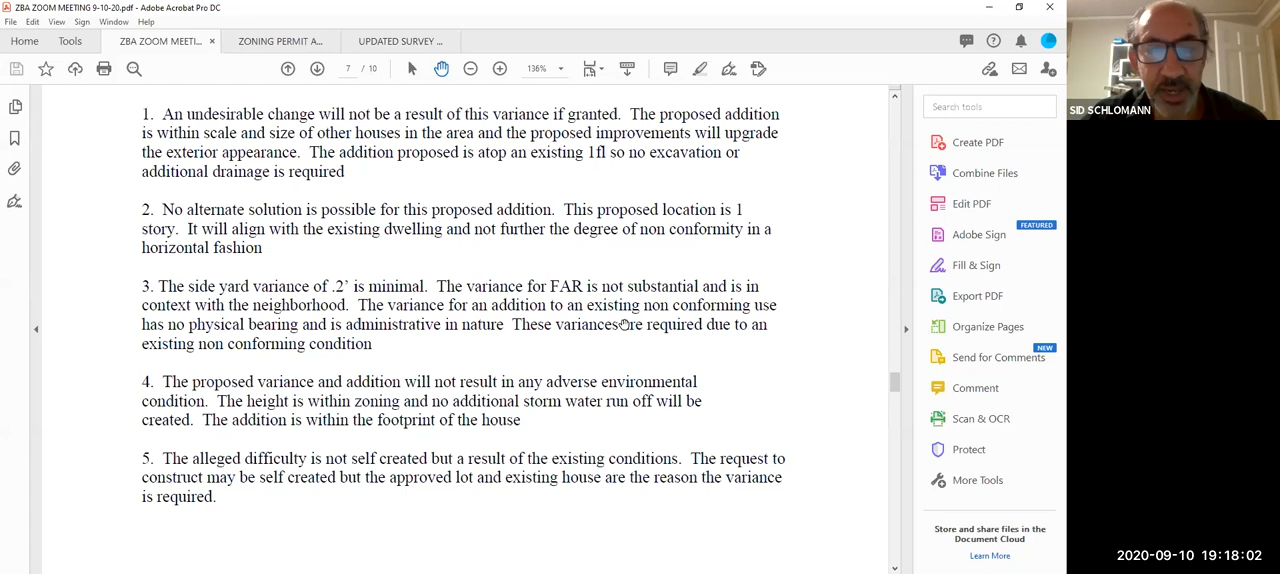 ZBA ZOOM MEETING 9-10-20.pdf - Adobe Acrobat Pro DC
File Edit View Sign Window Help
Home Tools ZBA ZOOM MEETI... × ZONING PERMIT A... UPDATED SURVEY ...
7 / 10 136%
SID SCHLOMANN
Search tools
1. An undesirable change will not be a result of this variance if granted. The proposed addition
is within scale and size of other houses in the area and the proposed improvements will upgrade
the exterior appearance. The addition proposed is atop an existing 1fl so no excavation or
additional drainage is required
2. No alternate solution is possible for this proposed addition. This proposed location is 1
story. It will align with the existing dwelling and not further the degree of non conformity in a
horizontal fashion
3. The side yard variance of .2’ is minimal. The variance for FAR is not substantial and is in
context with the neighborhood. The variance for an addition to an existing non conforming use
has no physical bearing and is administrative in nature These variances are required due to an
existing non conforming condition
4. The proposed variance and addition will not result in any adverse environmental
condition. The height is within zoning and no additional storm water run off will be
created. The addition is within the footprint of the house
5. The alleged difficulty is not self created but a result of the existing conditions. The request to
construct may be self created but the approved lot and existing house are the reason the variance
is required.
Create PDF
Combine Files
Edit PDF
FEATURED
Adobe Sign
Fill & Sign
Export PDF
Organize Pages
NEW
Send for Comments
Comment
Scan & OCR
Protect
More Tools
Store and share files in the
Document Cloud
Learn More
2020-09-10 19:18:02